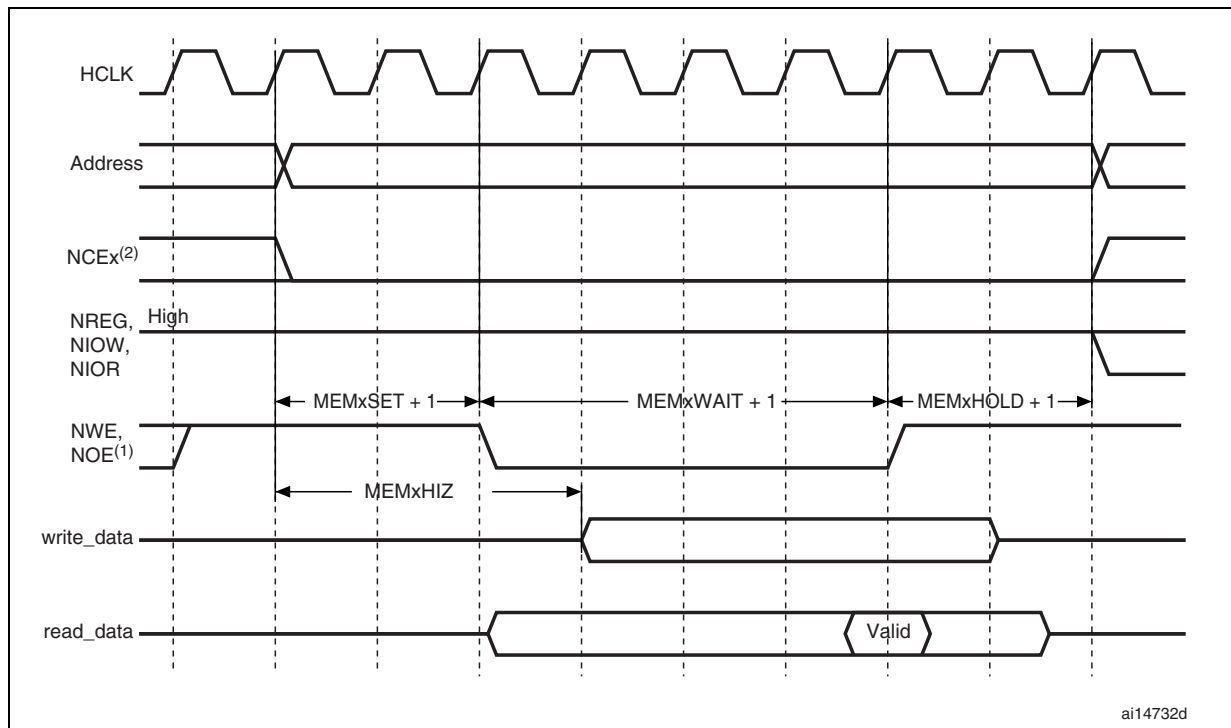 HCLK
Address
NCEx(2)
High
NREG,
NIOW,
NIOR
MEMxSET + 1
MEMxWAIT + 1
MEMxHOLD + 1
NWE,
NOE(1)
MEMxHIZ
write_data
read_data
Valid
ai14732d